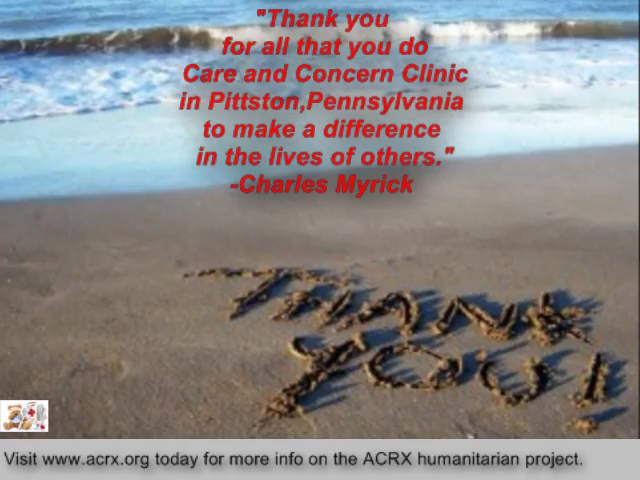 "Thank you
for all that you do
Care and Concern Clinic
in Pittston,Pennsylvania
to make a difference
in the lives of others."
-Charles Myrick
THANK
YOU!
Visit www.acrx.org today for more info on the ACRX humanitarian project.